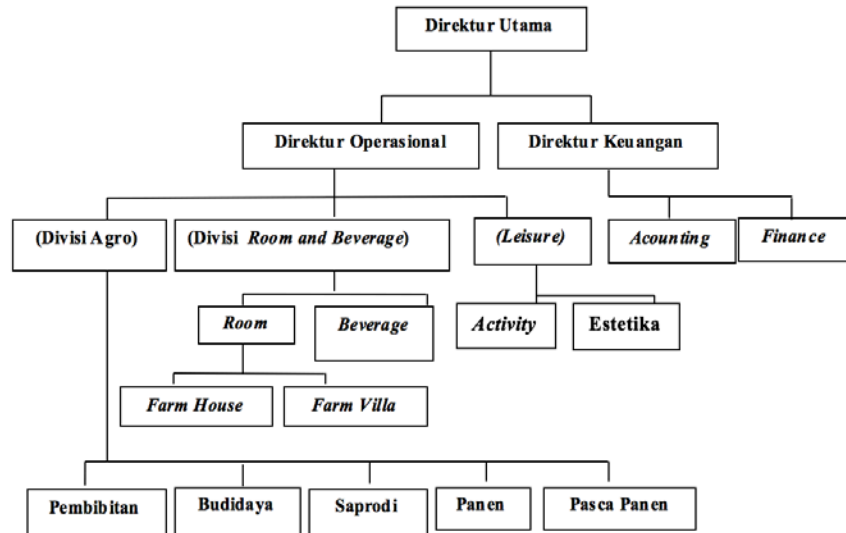 Direktur Utama
Direktur Operasional
Direktur Keuangan
(Divisi Agro)
(Divisi Room and Beverage)
(Leisure)
Acounting
Finance
Room
Beverage
Activity
Estetika
Farm House
Farm Villa
Pembibitan
Budidaya
Saprodi
Panen
Pasca Panen